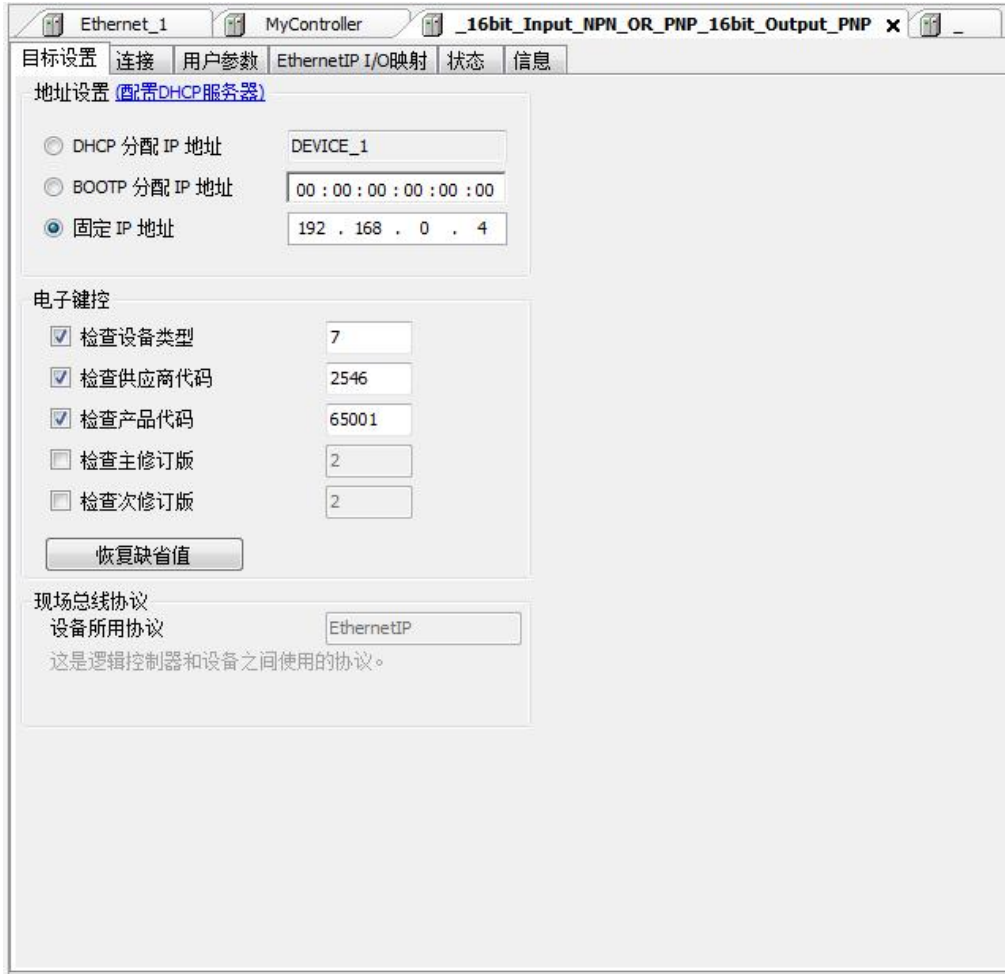 Ethernet_1 MyController _16bit_Input_NPN_OR_PNP_16bit_Output_PNP x _
目标设置 连接 用户参数 EthernetIP I/O映射 状态 信息
地址设置 (配置DHCP服务器)
DHCP 分配 IP 地址 DEVICE_1
BOOTP 分配 IP 地址 00 : 00 : 00 : 00 : 00 : 00
固定 IP 地址 192 . 168 . 0 . 4
电子键控
检查设备类型 7
检查供应商代码 2546
检查产品代码 65001
检查主修订版 2
检查次修订版 2
恢复缺省值
现场总线协议
设备所用协议 EthernetIP
这是逻辑控制器和设备之间使用的协议。